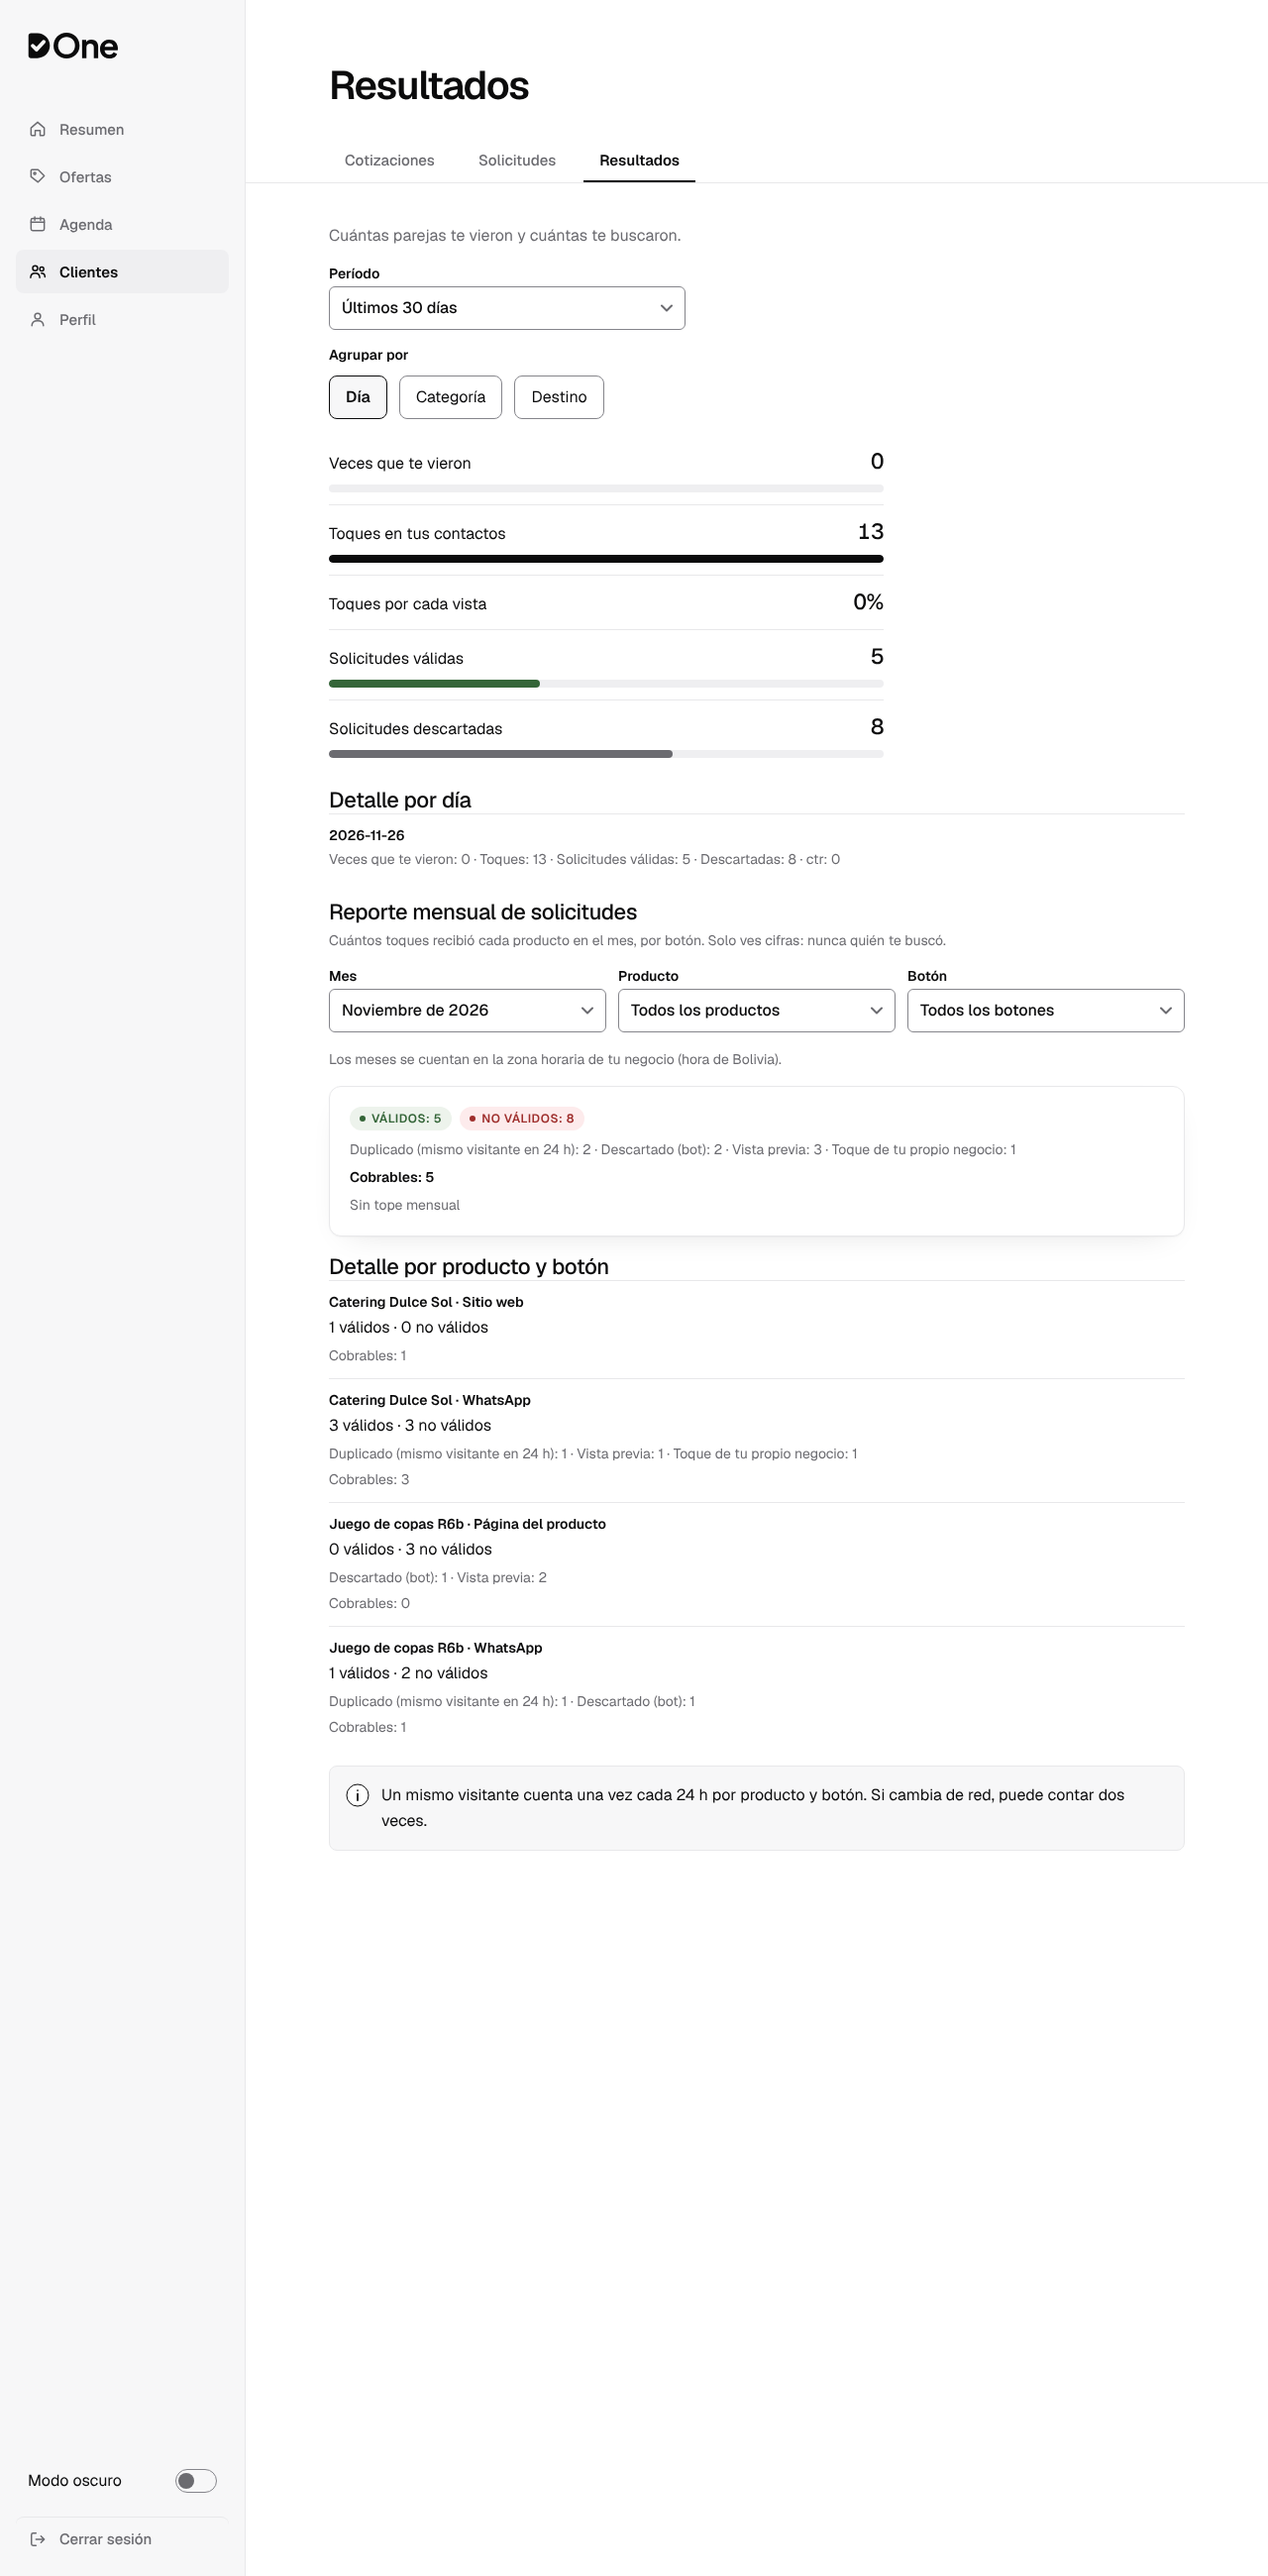 One
Resumen
Ofertas
Agenda
Clientes
Perfil
Modo oscuro
Cerrar sesión
Resultados
Cotizaciones
Solicitudes
Resultados
Cuántas parejas te vieron y cuántas te buscaron.
Período
Últimos 30 días
Agrupar por
Día
Categoría
Destino
Veces que te vieron
0
Toques en tus contactos
13
Toques por cada vista
0%
Solicitudes válidas
5
Solicitudes descartadas
8
Detalle por día
2026-11-26
Veces que te vieron: 0 · Toques: 13 · Solicitudes válidas: 5 · Descartadas: 8 · ctr: 0
Reporte mensual de solicitudes
Cuántos toques recibió cada producto en el mes, por botón. Solo ves cifras: nunca quién te buscó.
Mes
Noviembre de 2026
Producto
Todos los productos
Botón
Todos los botones
Los meses se cuentan en la zona horaria de tu negocio (hora de Bolivia).
VÁLIDOS: 5
NO VÁLIDOS: 8
Duplicado (mismo visitante en 24 h): 2 · Descartado (bot): 2 · Vista previa: 3 · Toque de tu propio negocio: 1
Cobrables: 5
Sin tope mensual
Detalle por producto y botón
Catering Dulce Sol · Sitio web
1 válidos · 0 no válidos
Cobrables: 1
Catering Dulce Sol · WhatsApp
3 válidos · 3 no válidos
Duplicado (mismo visitante en 24 h): 1 · Vista previa: 1 · Toque de tu propio negocio: 1
Cobrables: 3
Juego de copas R6b · Página del producto
0 válidos · 3 no válidos
Descartado (bot): 1 · Vista previa: 2
Cobrables: 0
Juego de copas R6b · WhatsApp
1 válidos · 2 no válidos
Duplicado (mismo visitante en 24 h): 1 · Descartado (bot): 1
Cobrables: 1
Un mismo visitante cuenta una vez cada 24 h por producto y botón. Si cambia de red, puede contar dos
veces.